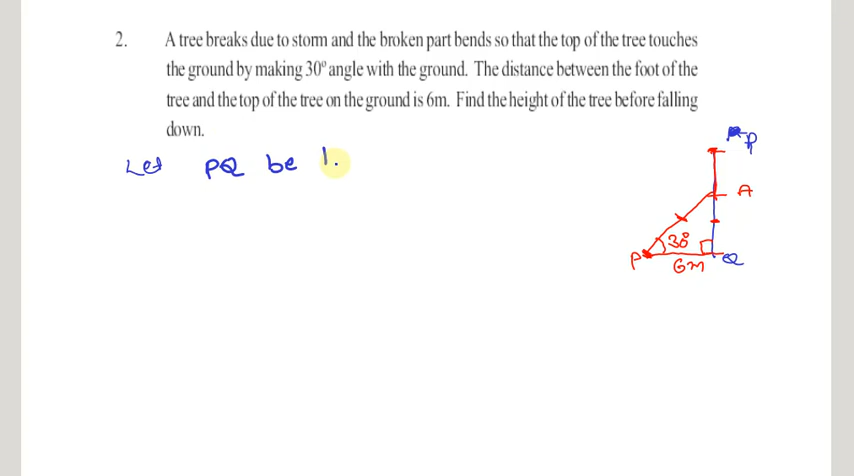 2. A tree breaks due to storm and the broken part bends so that the top of the tree touches
the ground by making 30° angle with the ground. The distance between the foot of the
tree and the top of the tree on the ground is 6m. Find the height of the tree before falling
down.
Let PQ be
P
A
30°
P
6m
Q